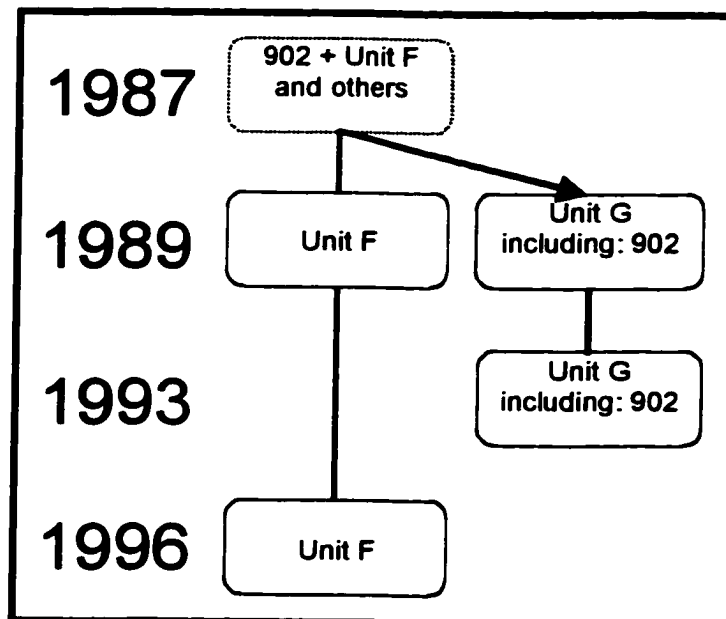 1987
902 + Unit F
and others
1989
Unit F
Unit G
including: 902
1993
Unit G
including: 902
1996
Unit F